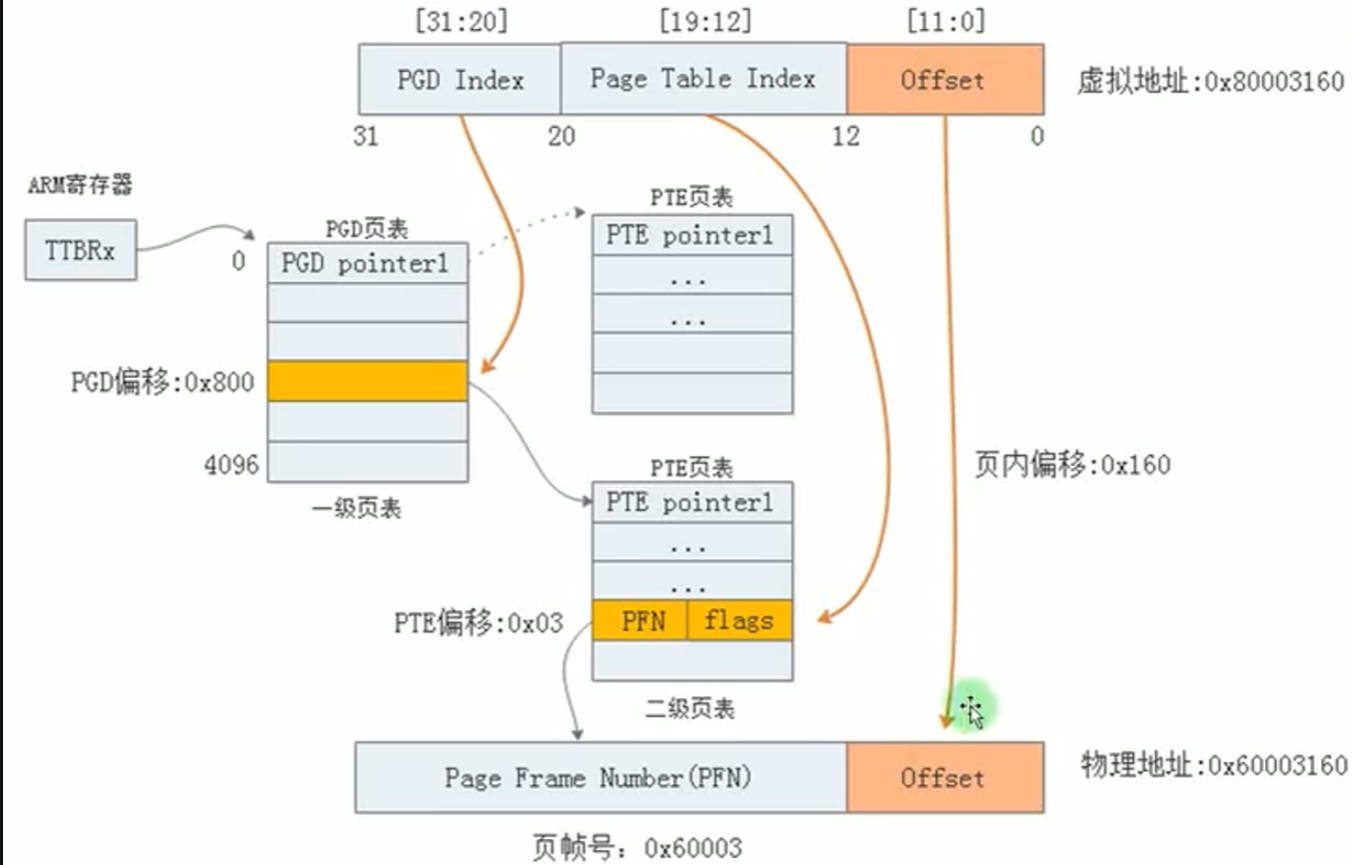 [31:20] [19:12] [11:0]
PGD Index Page Table Index Offset 虚拟地址:0x80003160
31 20 12 0
ARM寄存器
TTBRx
PGD页表
0 PGD pointer1
PGD偏移:0x800
4096
一级页表
PTE页表
PTE pointer1
...
...
PTE页表
PTE pointer1
...
...
PTE偏移:0x03 PFN flags
二级页表
页内偏移:0x160
Page Frame Number(PFN) Offset 物理地址:0x60003160
页帧号：0x60003